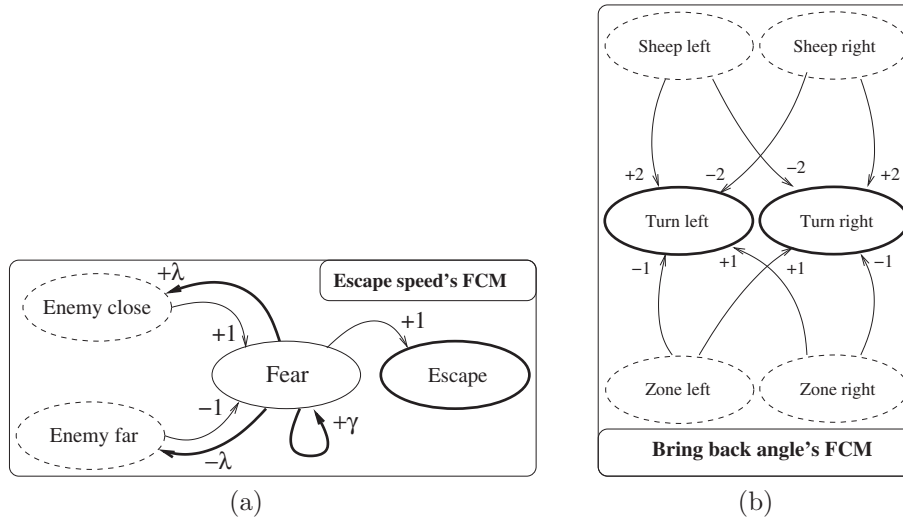 +λ
Escape speed's FCM
Enemy close
+1
+1
Fear
Escape
−1
Enemy far
+γ
−λ
(a)
Sheep left
Sheep right
+2
−2
−2
+2
Turn left
Turn right
−1
+1
+1
−1
Zone left
Zone right
Bring back angle's FCM
(b)